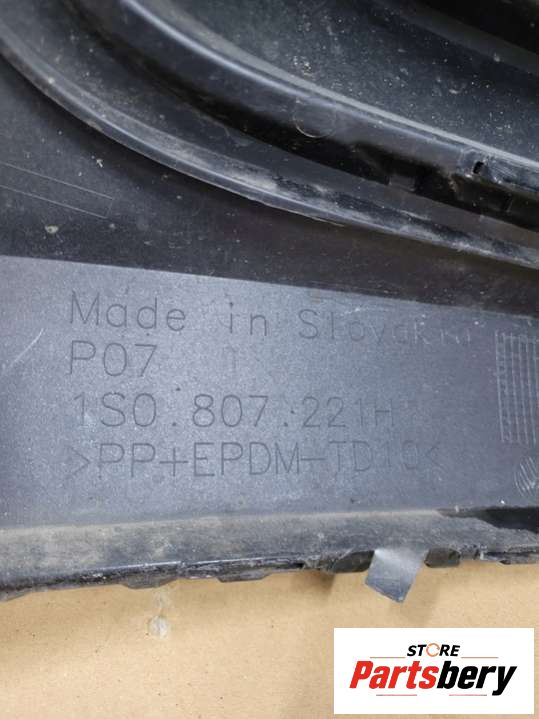 Made in Slovakia
P07
1S0.807.221H
>PP+EPDM-TD10<
STORE
Partsbery